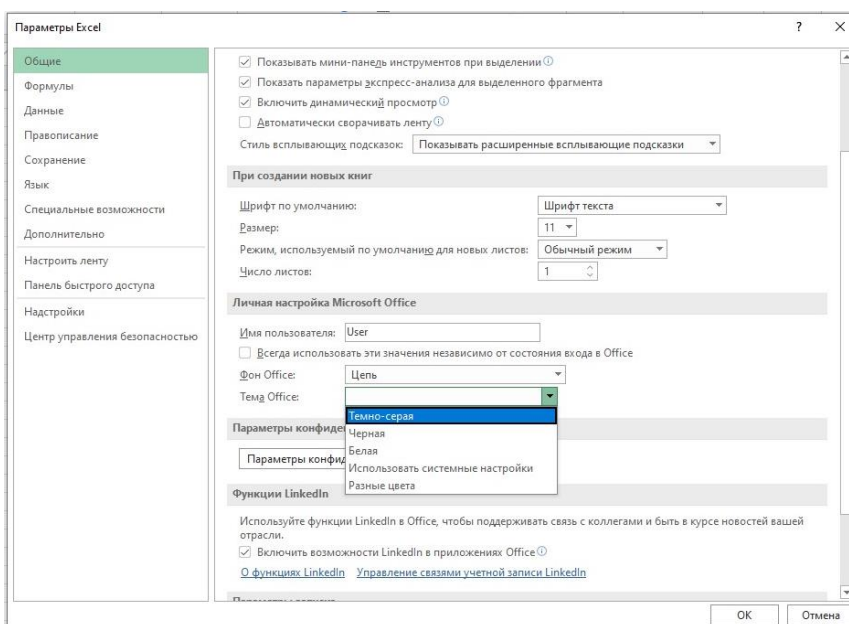 Параметры Excel
?
Общие
Формулы
Данные
Правописание
Сохранение
Язык
Специальные возможности
Дополнительно
Настроить ленту
Панель быстрого доступа
Надстройки
Центр управления безопасностью
Показывать мини-панель инструментов при выделении
Показать параметры экспресс-анализа для выделенного фрагмента
Включить динамический просмотр
Автоматически сворачивать ленту
Стиль всплывающих подсказок: Показывать расширенные всплывающие подсказки
При создании новых книг
Шрифт по умолчанию: Шрифт текста
Размер: 11
Режим, используемый по умолчанию для новых листов: Обычный режим
Число листов: 1
Личная настройка Microsoft Office
Имя пользователя: User
Всегда использовать эти значения независимо от состояния входа в Office
Фон Office: Цепь
Тема Office:
Темно-серая
Черная
Белая
Использовать системные настройки
Разные цвета
Параметры
Параметры
Функции LinkedIn
Используйте функции LinkedIn в Office, чтобы поддерживать связь с коллегами и быть в курсе новостей вашей
отрасли.
Включить возможности LinkedIn в приложениях Office
О функциях LinkedIn Управление связями учетной записи LinkedIn
ОК Отмена